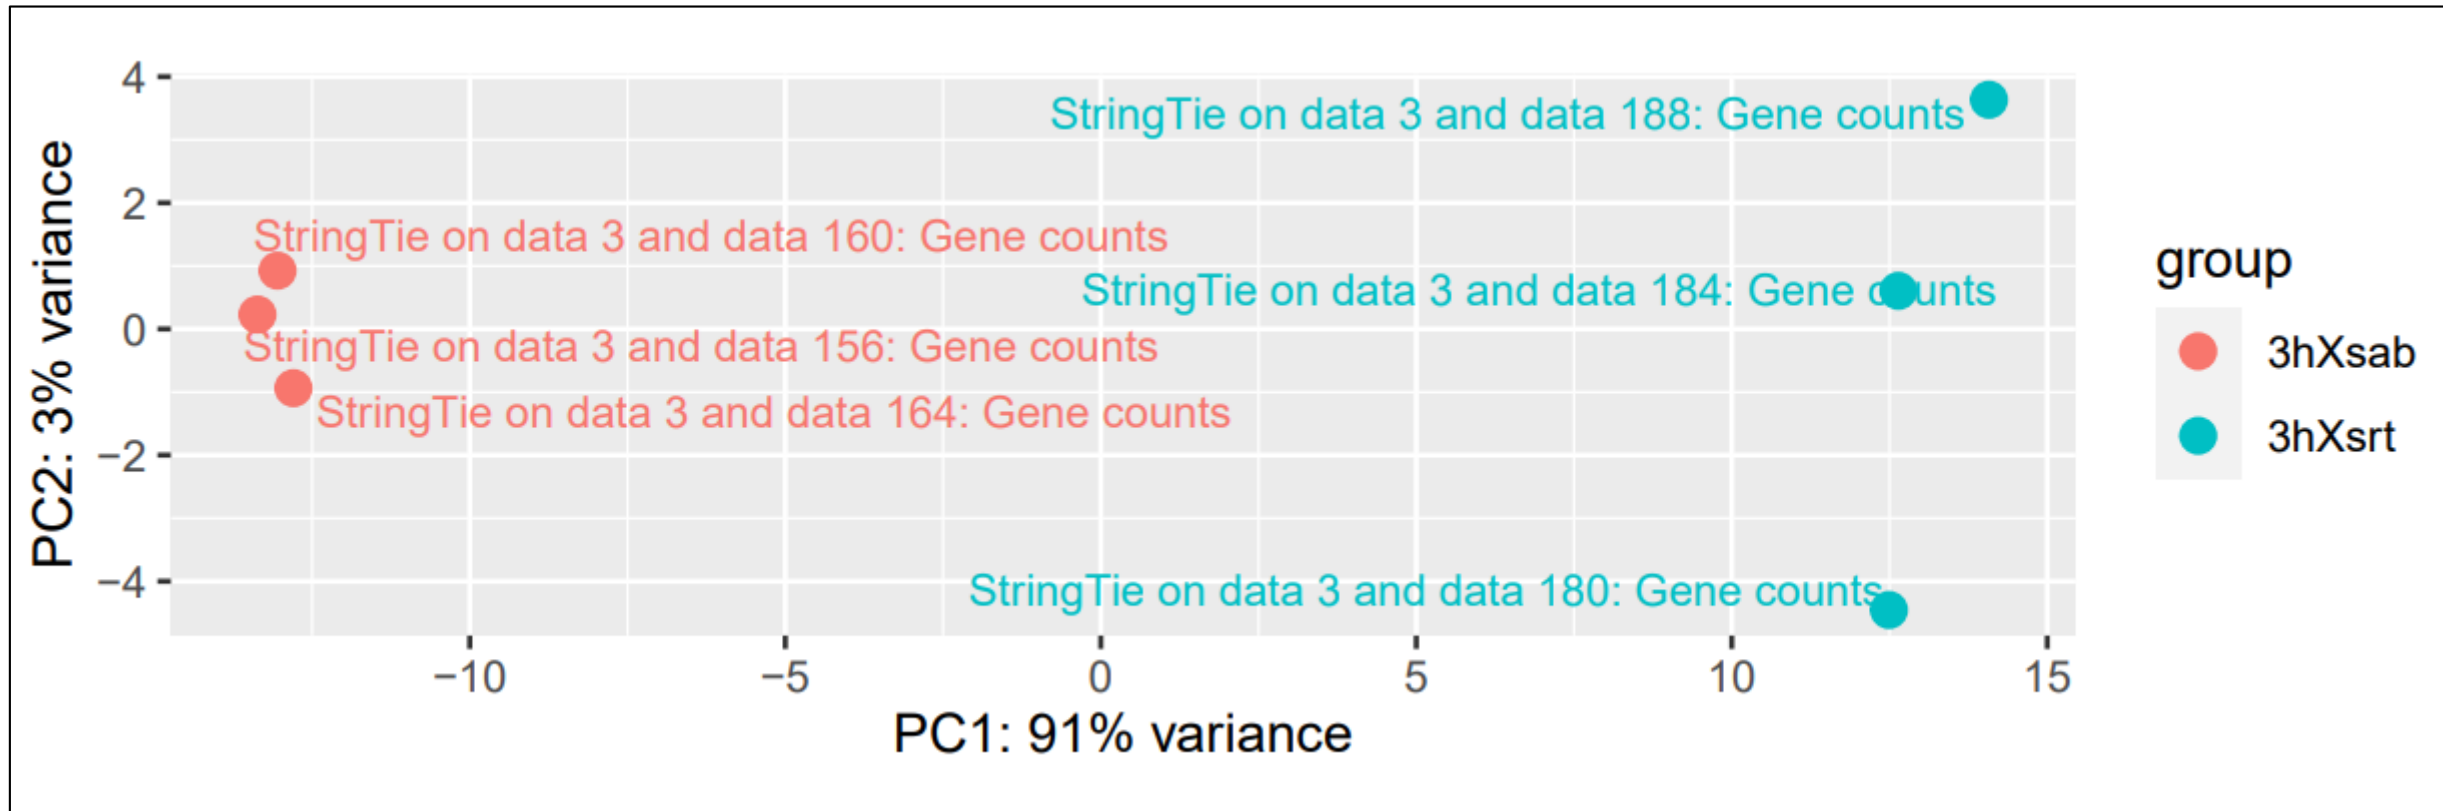 4
StringTie on data 3 and data 188: Gene counts
2
StringTie on data 3 and data 160: Gene counts
StringTie on data 3 and data 184: Gene counts
0
StringTie on data 3 and data 156: Gene counts
StringTie on data 3 and data 164: Gene counts
−2
−4
StringTie on data 3 and data 180: Gene counts
PC2: 3% variance
−10 −5 0 5 10 15
PC1: 91% variance
group
3hXsab
3hXsrt